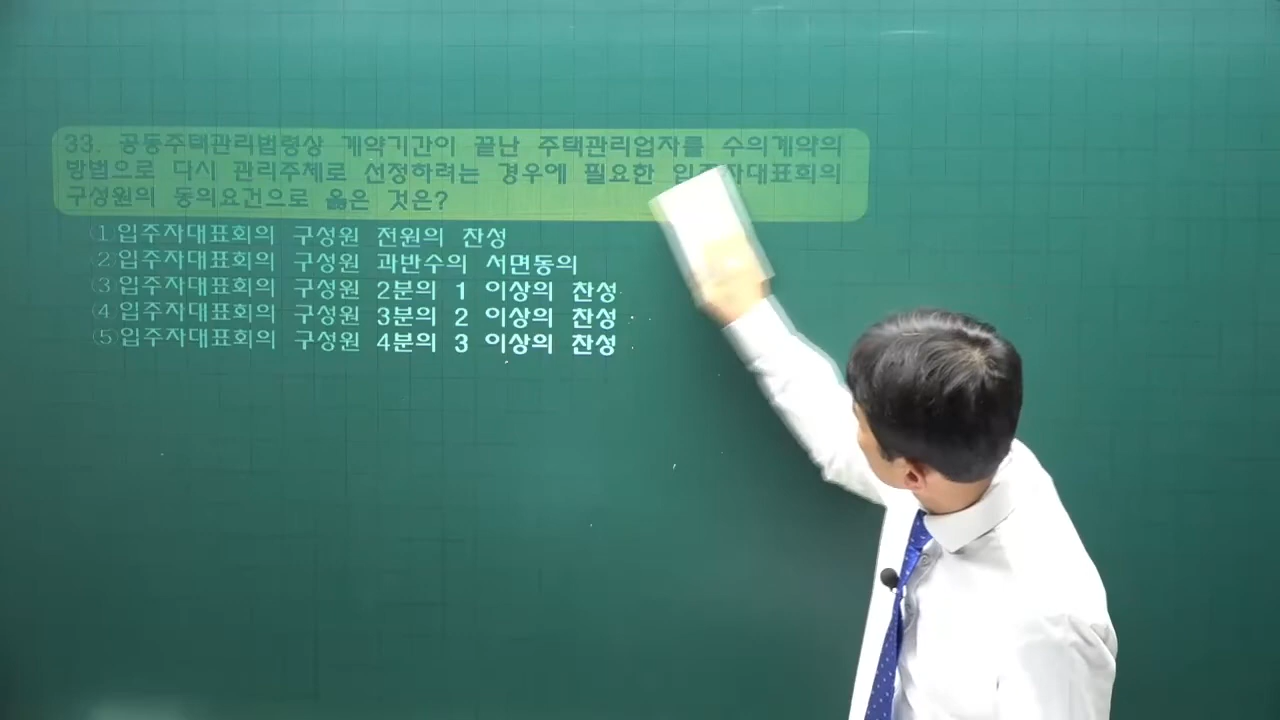 33. 공동주택관리법령상 계약기간이 끝난 주택관리업자를 수의계약의
방법으로 다시 관리주체로 선정하려는 경우에 필요한 입주자대표회의
구성원의 동의요건으로 옳은 것은?
① 입주자대표회의 구성원 전원의 찬성
② 입주자대표회의 구성원 과반수의 서면동의
③ 입주자대표회의 구성원 2분의 1 이상의 찬성
④ 입주자대표회의 구성원 3분의 2 이상의 찬성
⑤ 입주자대표회의 구성원 4분의 3 이상의 찬성